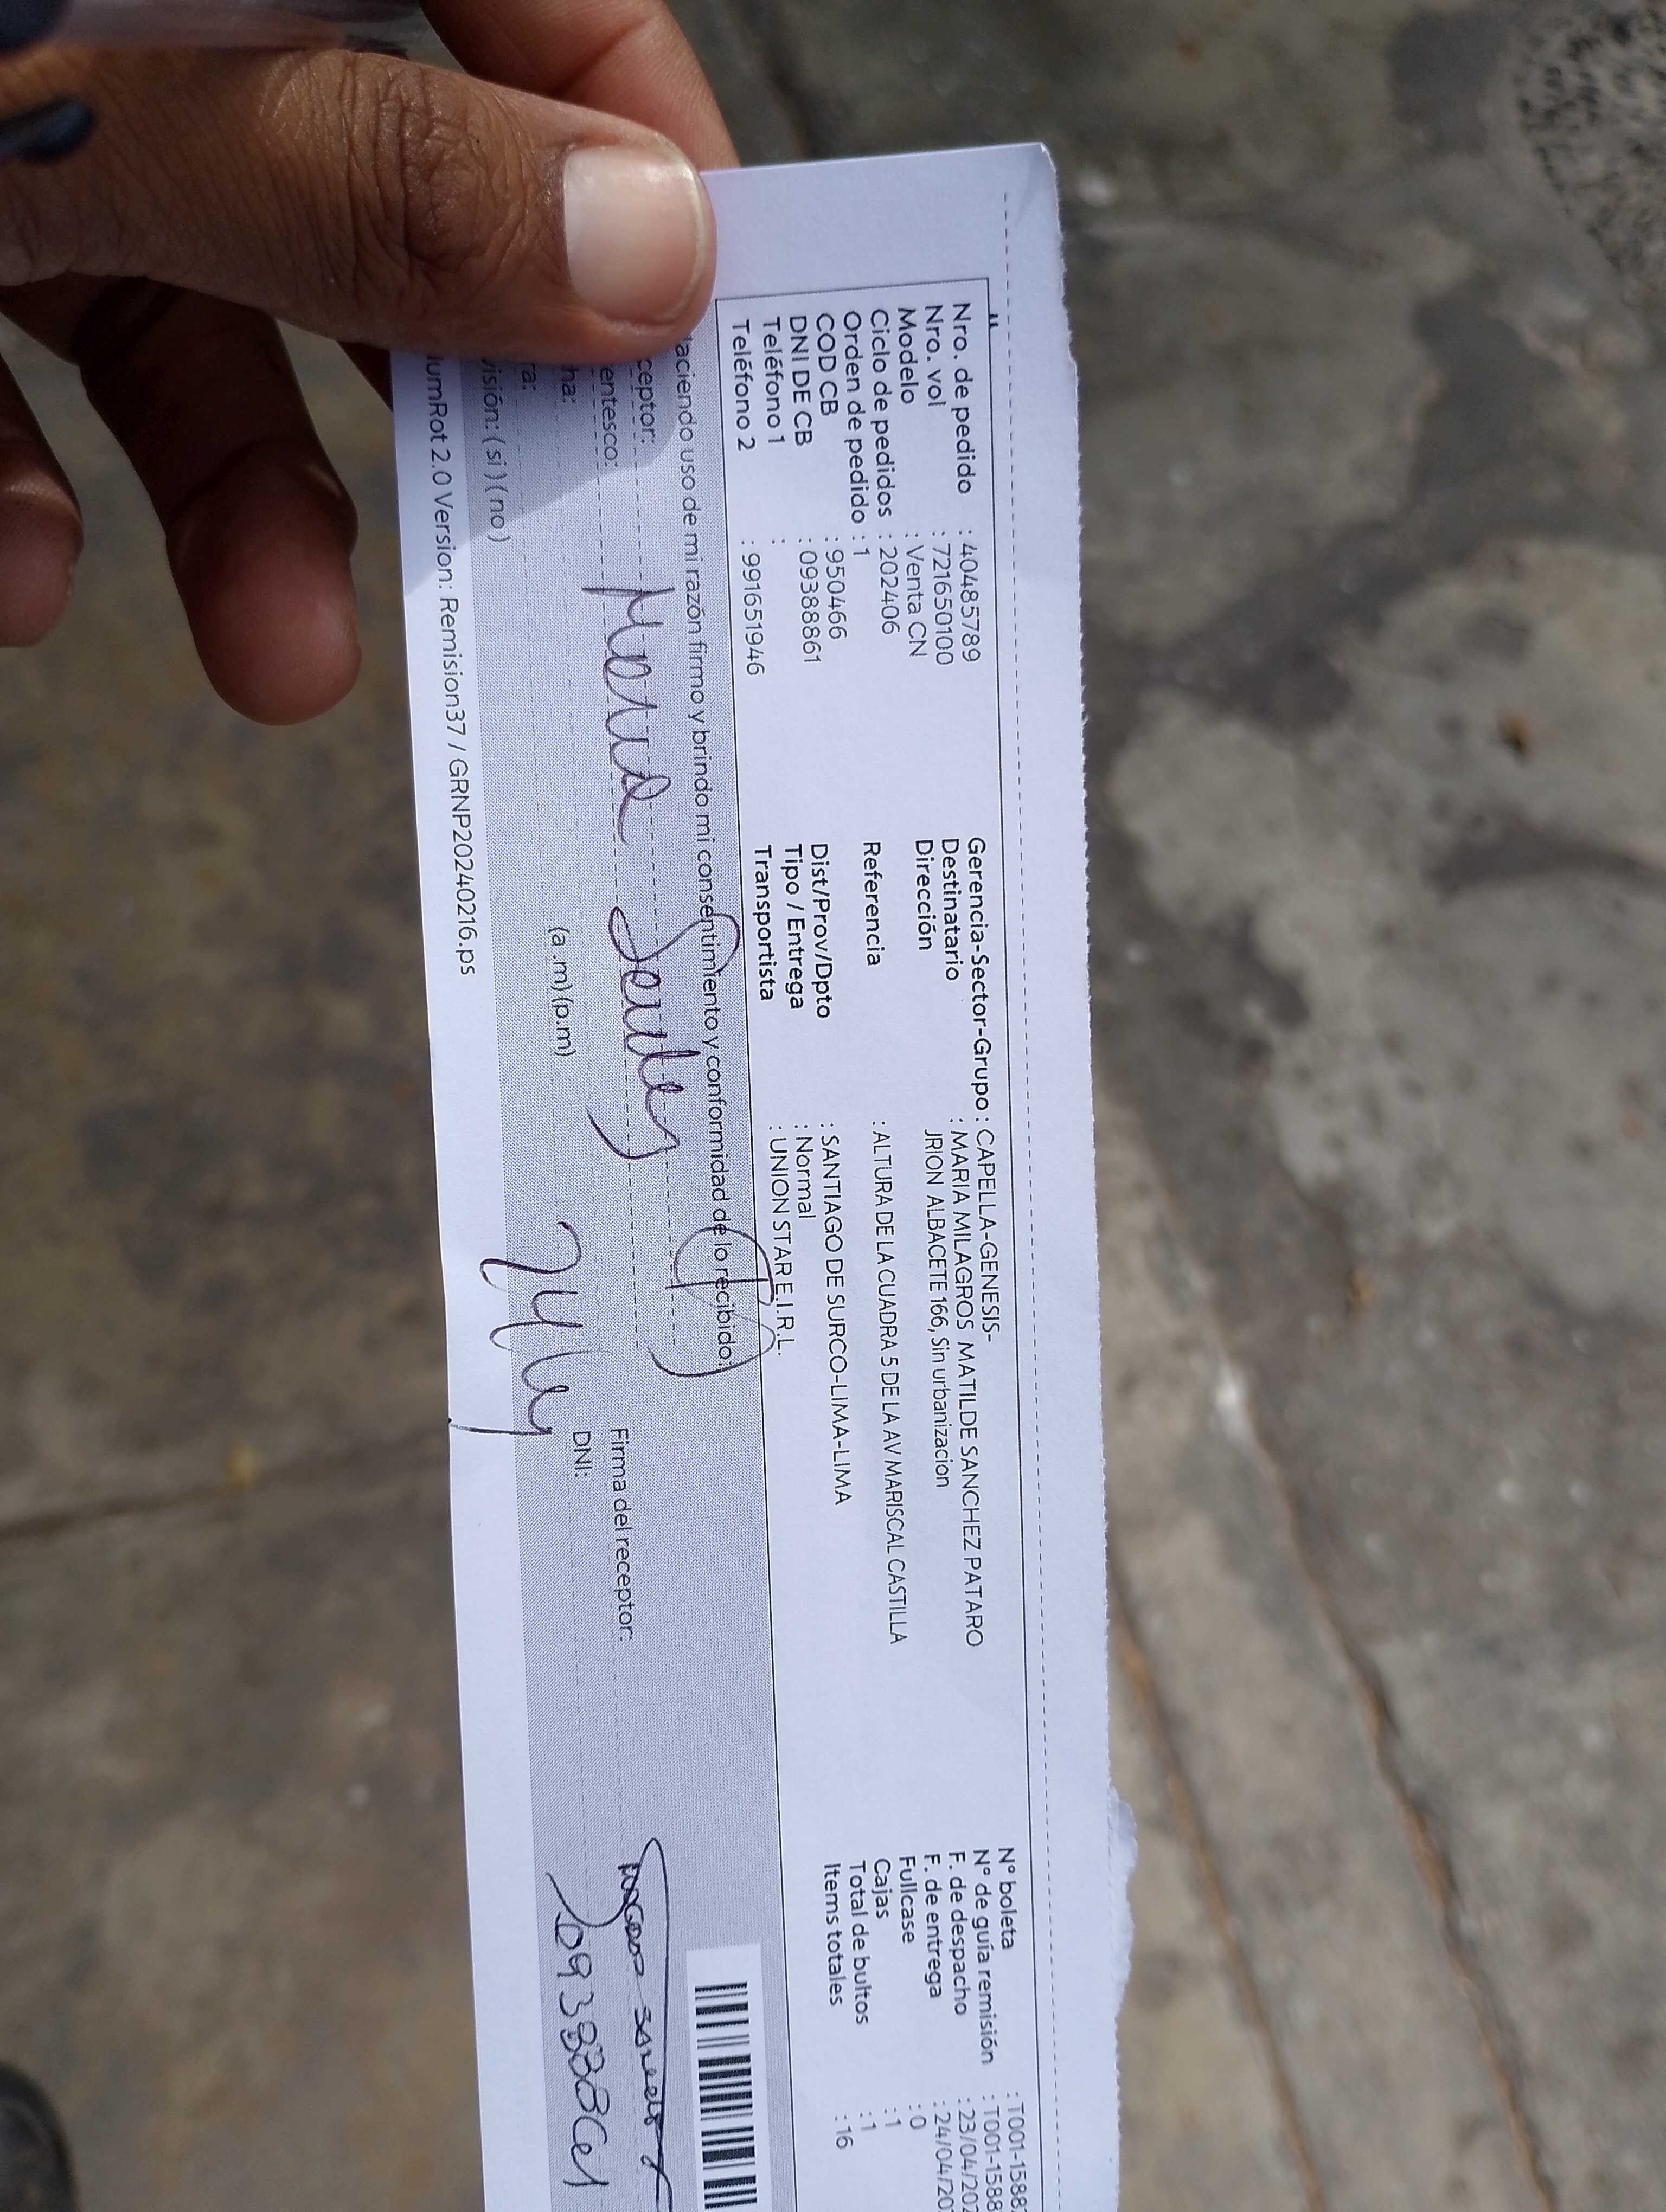 Nro. de pedido : 40485789
Nro. vol : 721650100
Modelo : Venta CN
Ciclo de pedidos : 202406
Orden de pedido : 1
COD CB : 950466
DNI DE CB : 09388861
Teléfono 1 :
Teléfono 2 : 991651946
Gerencia-Sector-Grupo : CAPELLA-GENESIS-
Destinatario : MARIA MILAGROS MATILDE SANCHEZ PATARO
Dirección JRION ALBACETE 166, Sin urbanizacion
Referencia : ALTURA DE LA CUADRA 5 DE LA AV MARISCAL CASTILLA
Dist/Prov/Dpto : SANTIAGO DE SURCO-LIMA-LIMA
Tipo / Entrega : Normal
Transportista : UNION STAR E.I.R.L.
N° boleta : T001-1588
N° de guía remisión : T001-1588
F. de despacho : 23/04/202
F. de entrega : 24/04/20
Fullcase : 0
Cajas : 1
Total de bultos : 1
Items totales : 16
aciendo uso de mi razón firmo y brindo mi consentimiento y conformidad de lo recibido:
ceptor:
Firma del receptor:
entesco:
DNI: 09388861
ha:
(a .m) (p.m)
ra:
isión: ( si ) ( no )
umRot 2.0 Version: Remision37 / GRNP20240216.ps